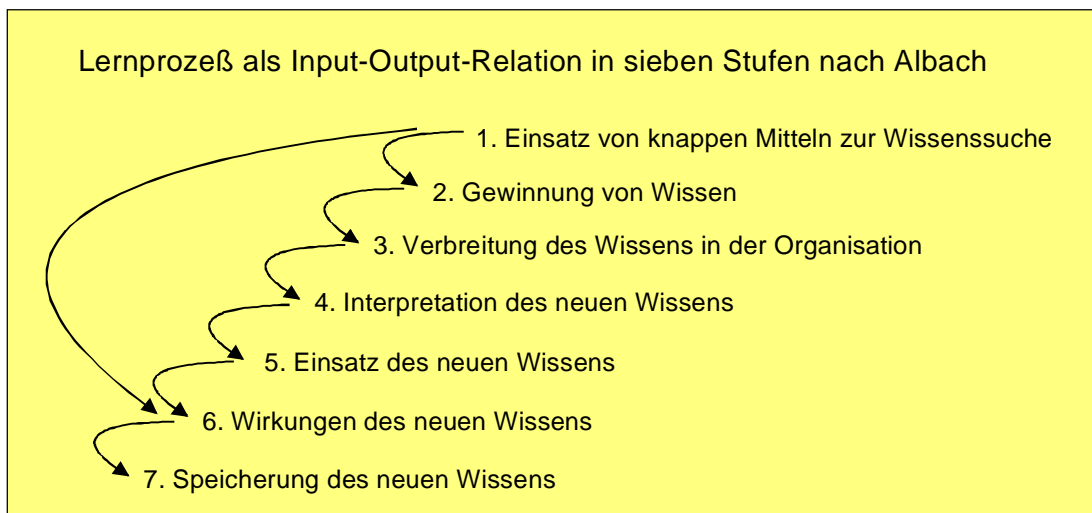 Lernprozeß als Input-Output-Relation in sieben Stufen nach Albach
1. Einsatz von knappen Mitteln zur Wissenssuche
2. Gewinnung von Wissen
3. Verbreitung des Wissens in der Organisation
4. Interpretation des neuen Wissens
5. Einsatz des neuen Wissens
6. Wirkungen des neuen Wissens
7. Speicherung des neuen Wissens